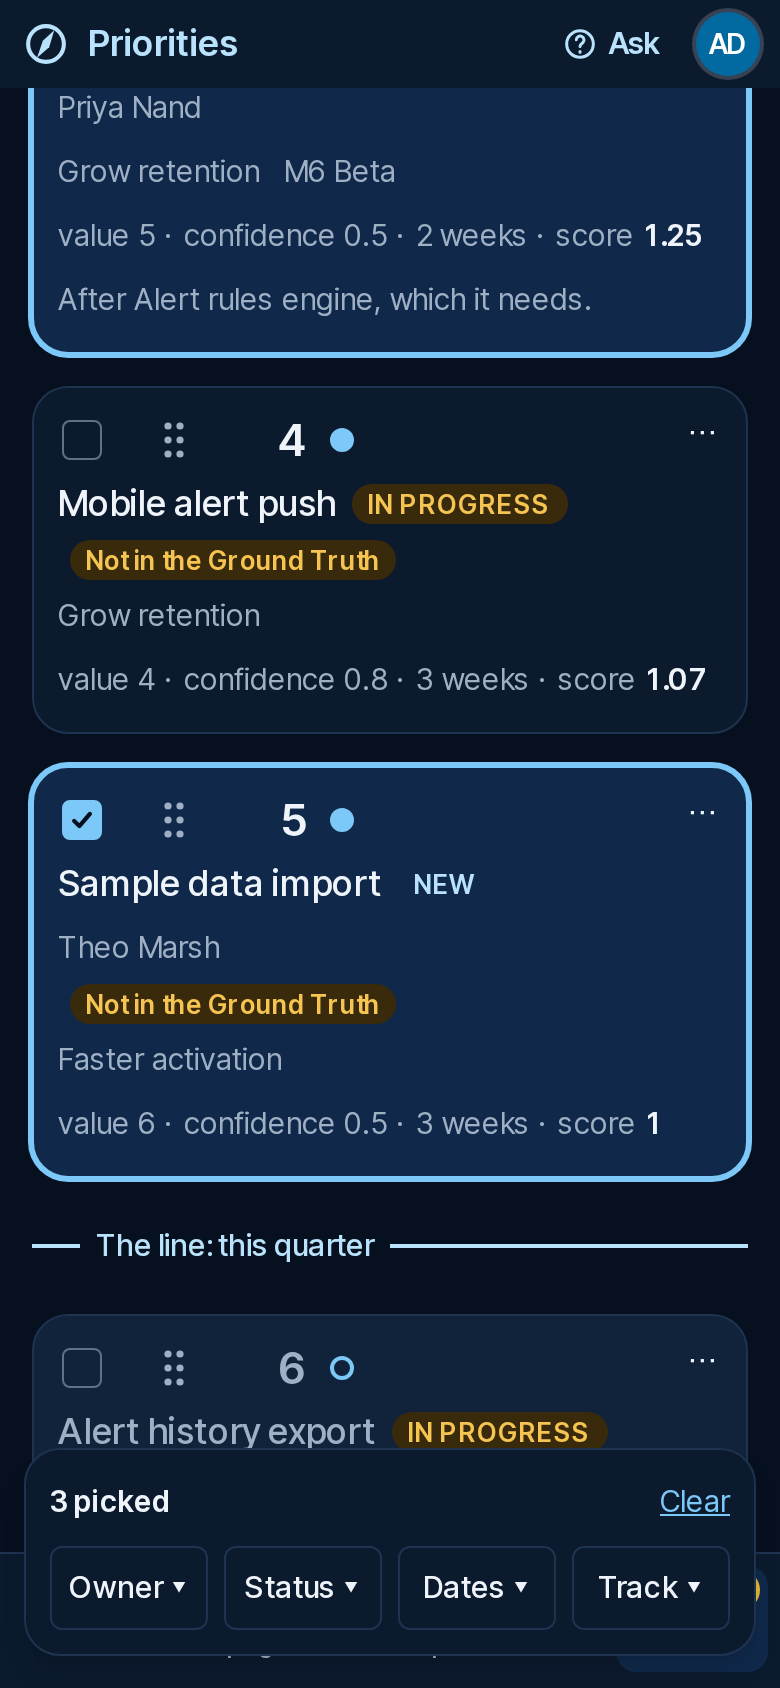 Priorities
Ask
AD
Priya Nand
Grow retention M6 Beta
value 5 · confidence 0.5 · 2 weeks · score 1.25
After Alert rules engine, which it needs.
4
Mobile alert push IN PROGRESS
Not in the Ground Truth
Grow retention
value 4 · confidence 0.8 · 3 weeks · score 1.07
5
Sample data import NEW
Theo Marsh
Not in the Ground Truth
Faster activation
value 6 · confidence 0.5 · 3 weeks · score 1
The line: this quarter
6
Alert history export IN PROGRESS
3 picked Clear
Owner Status Dates Track